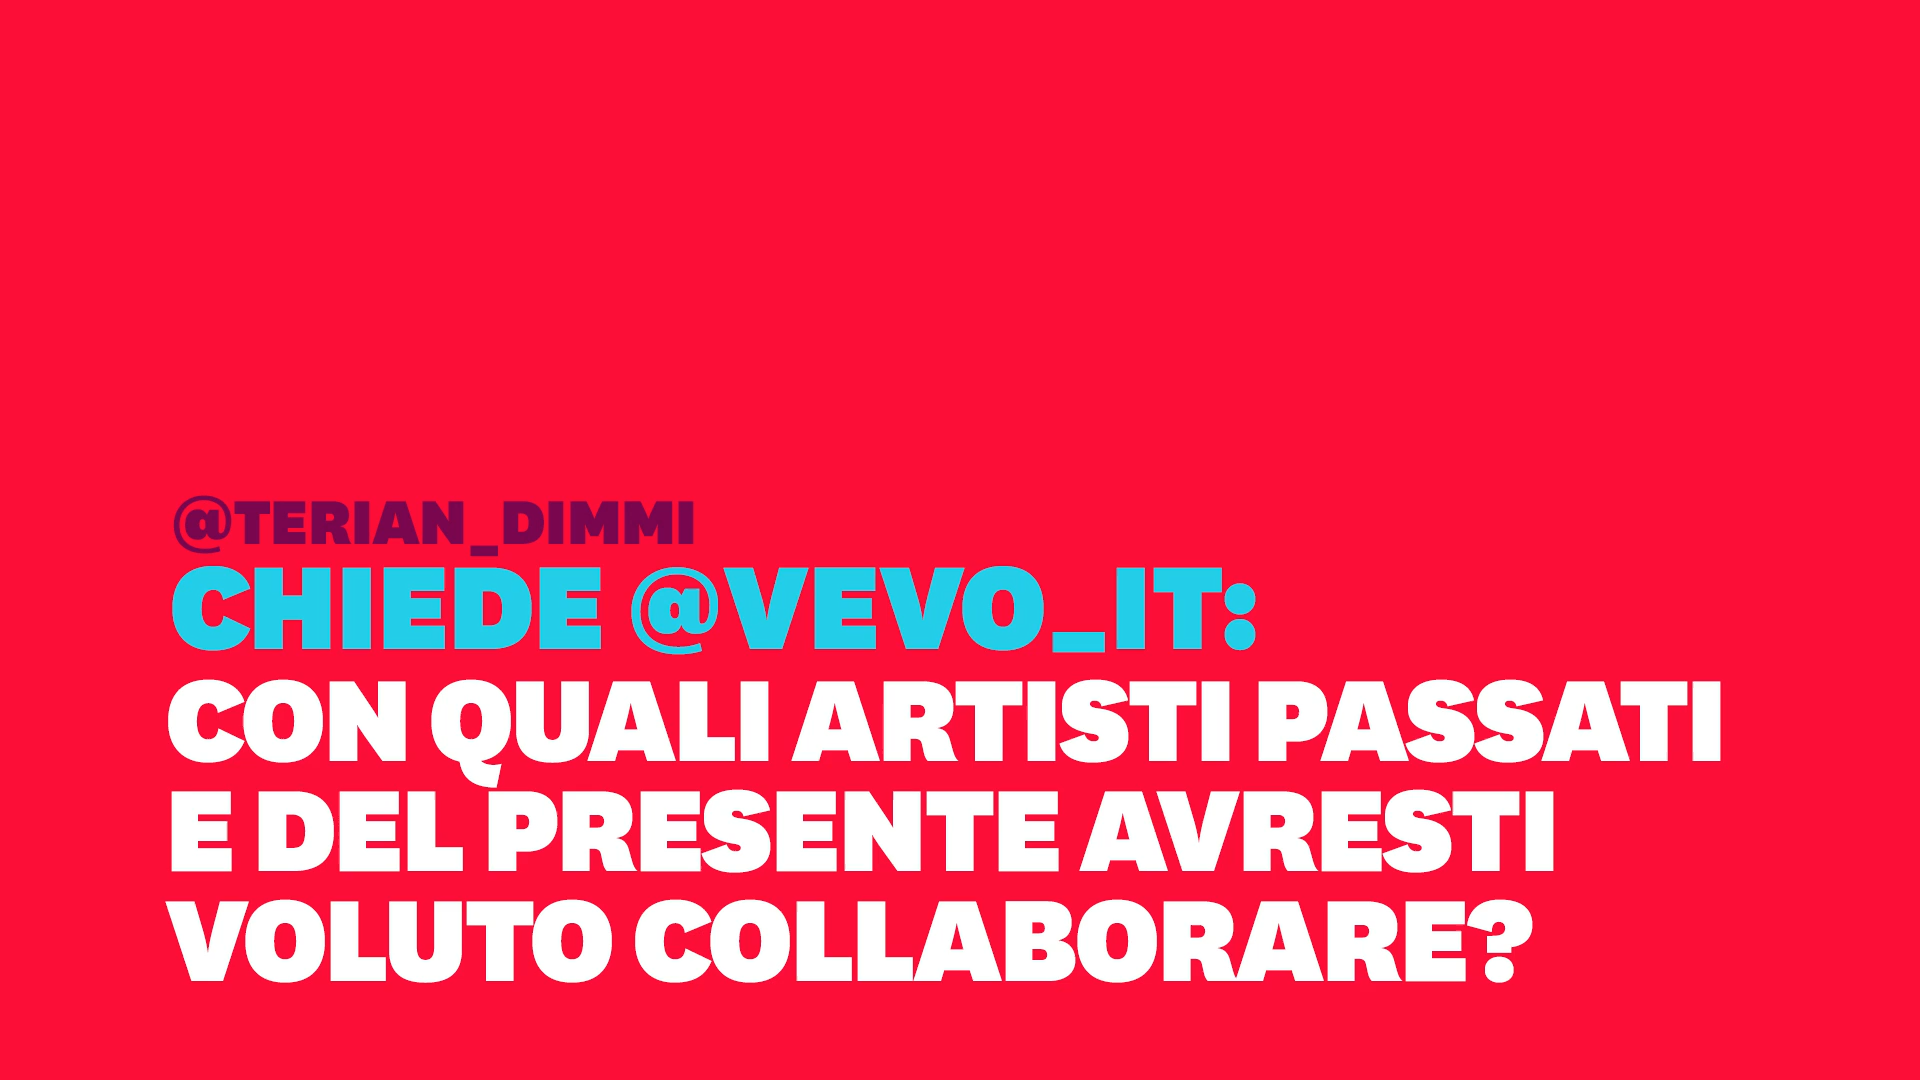 @TERIAN_DIMMI
CHIEDE @VEVO_IT:
CON QUALI ARTISTI PASSATI
E DEL PRESENTE AVRESTI
VOLUTO COLLABORARE?